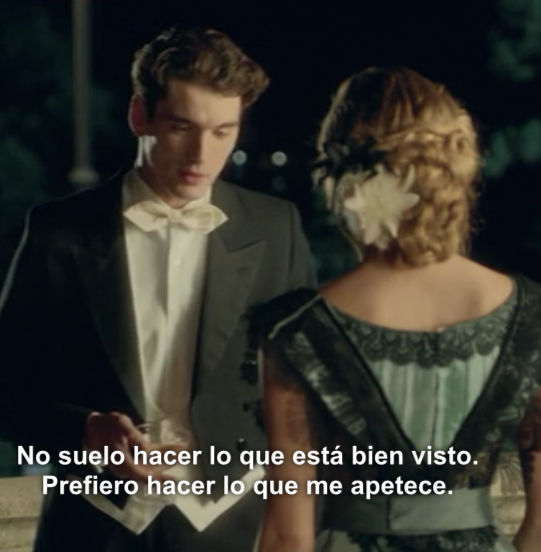 No suelo hacer lo que está bien visto.
Prefiero hacer lo que me apetece.